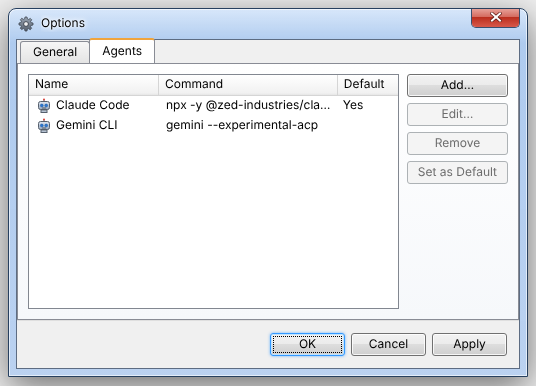 Options
General Agents
Name Command Default
Claude Code npx -y @zed-industries/cla... Yes
Gemini CLI gemini --experimental-acp
Add...
Edit...
Remove
Set as Default
OK Cancel Apply